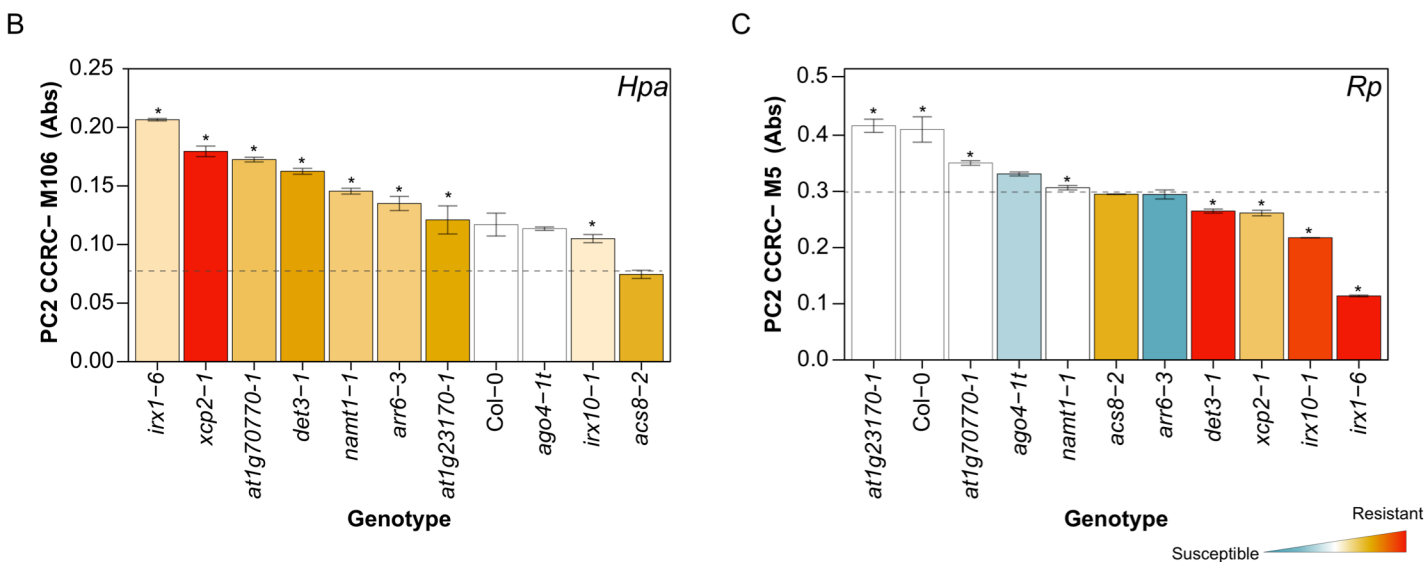 B
Hpa
PC2 CCRC− M106 (Abs)
0.25
0.20
0.15
0.10
0.05
0.00
* * * * * * * *
irx1−6
xcp2−1
at1g70770-1
det3−1
namt1−1
arr6−3
at1g23170-1
Col−0
ago4−1t
irx10−1
acs8−2
Genotype
C
Rp
PC2 CCRC− M5 (Abs)
0.5
0.4
0.3
0.2
0.1
0.0
* * * * * * * *
at1g23170-1
Col−0
at1g70770-1
ago4−1t
namt1−1
acs8−2
arr6−3
det3−1
xcp2−1
irx10−1
irx1−6
Genotype
Resistant
Susceptible